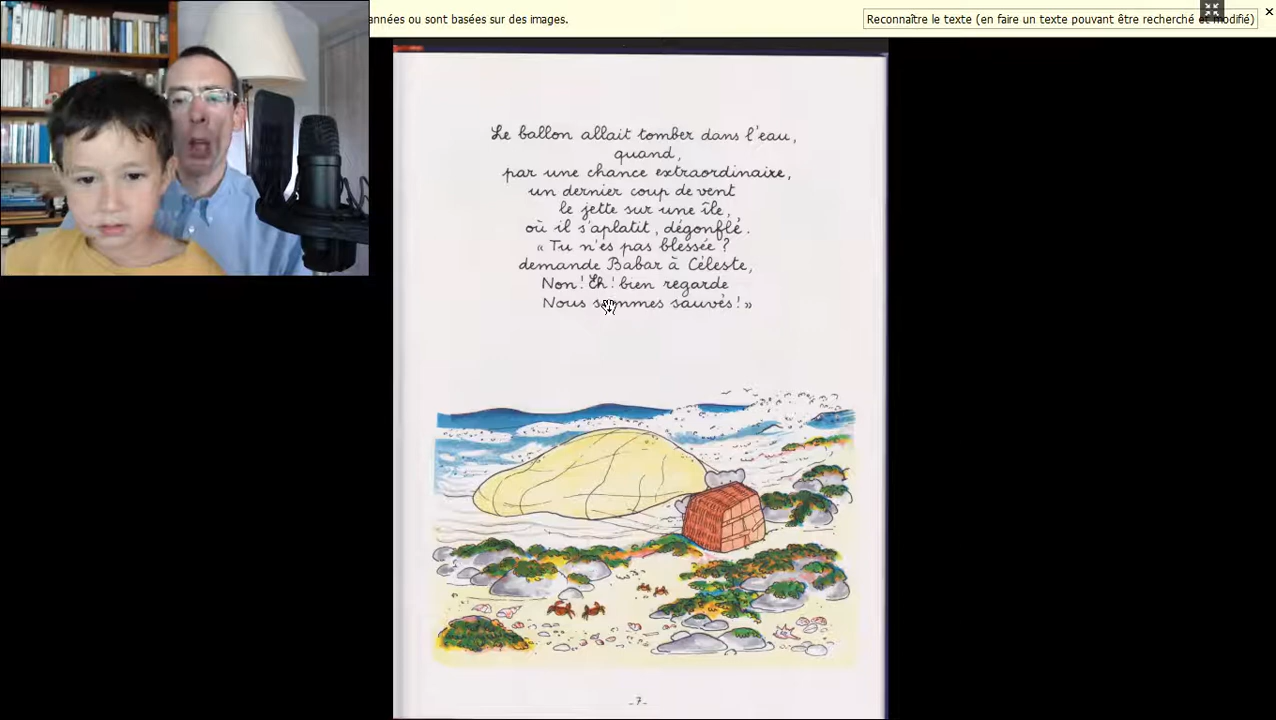 années ou sont basées sur des images.
Reconnaître le texte (en faire un texte pouvant être recherché et modifié)
Le ballon allait tomber dans l'eau,
quand,
par une chance extraordinaire,
un dernier coup de vent
le jette sur une île,
où il s'aplatit, dégonflé.
« Tu n'es pas blessée ?
demande Babar à Céleste,
Non ! Eh ! bien regarde
Nous sommes sauvés ! »
_7_